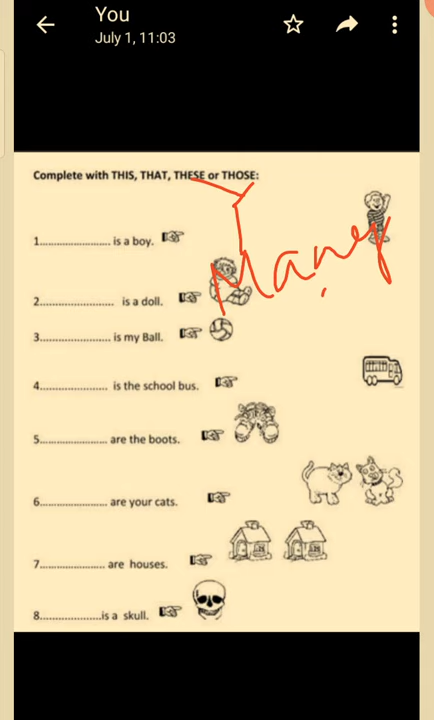 You
July 1, 11:03
Complete with THIS, THAT, THESE or THOSE:
1........................ is a boy.
Many
2........................ is a doll.
3........................ is my Ball.
4........................ is the school bus.
5........................ are the boots.
6........................ are your cats.
7........................ are houses.
8.....................is a skull.